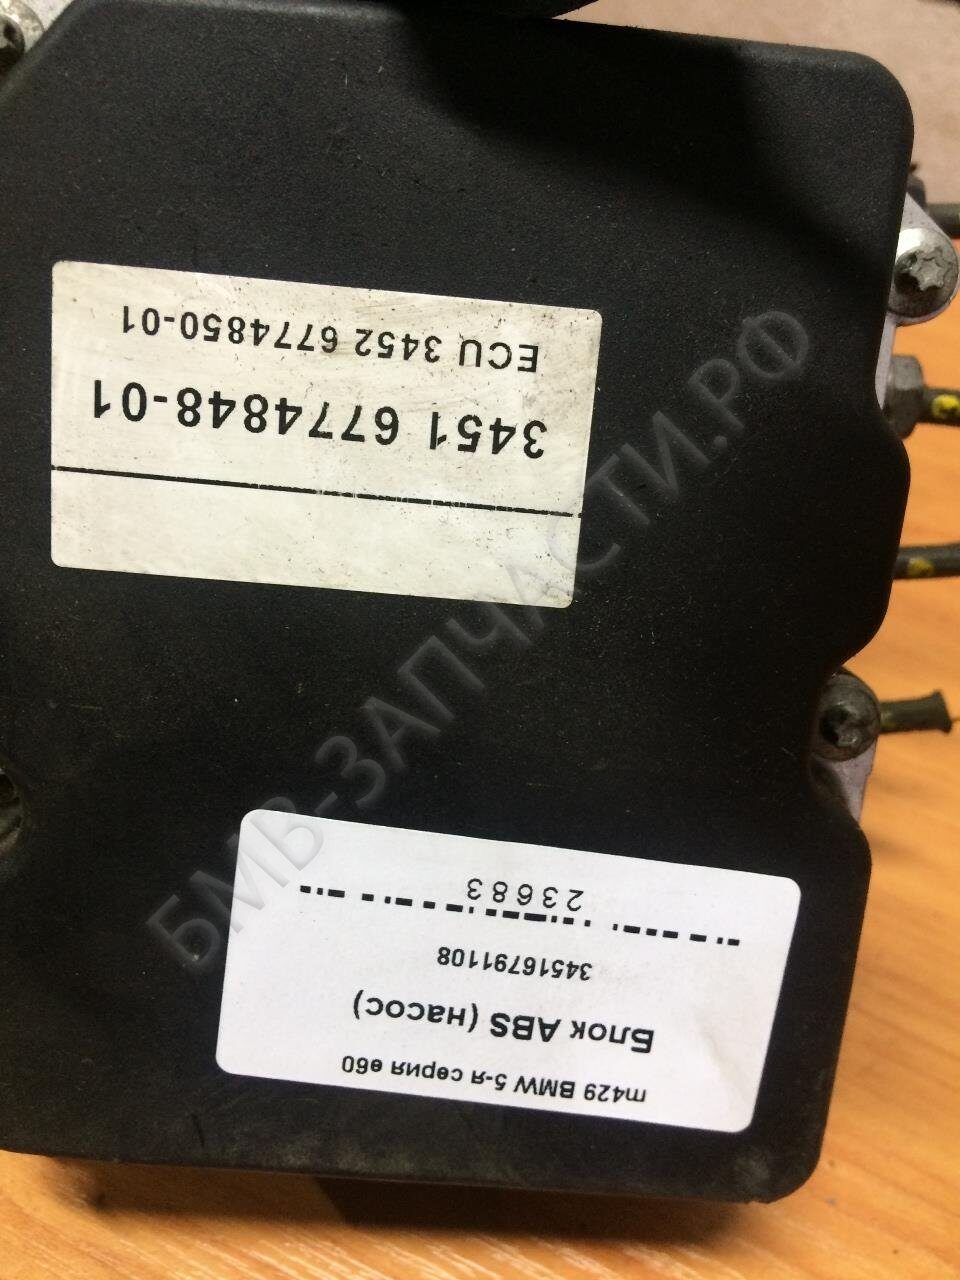 m429 BMW 5-я серия e60
Блок ABS (насос)
34516791108
23683
3451 6774848-01
ECU 3452 6774850-01
БМВ-ЗАПЧАСТИ.РФ